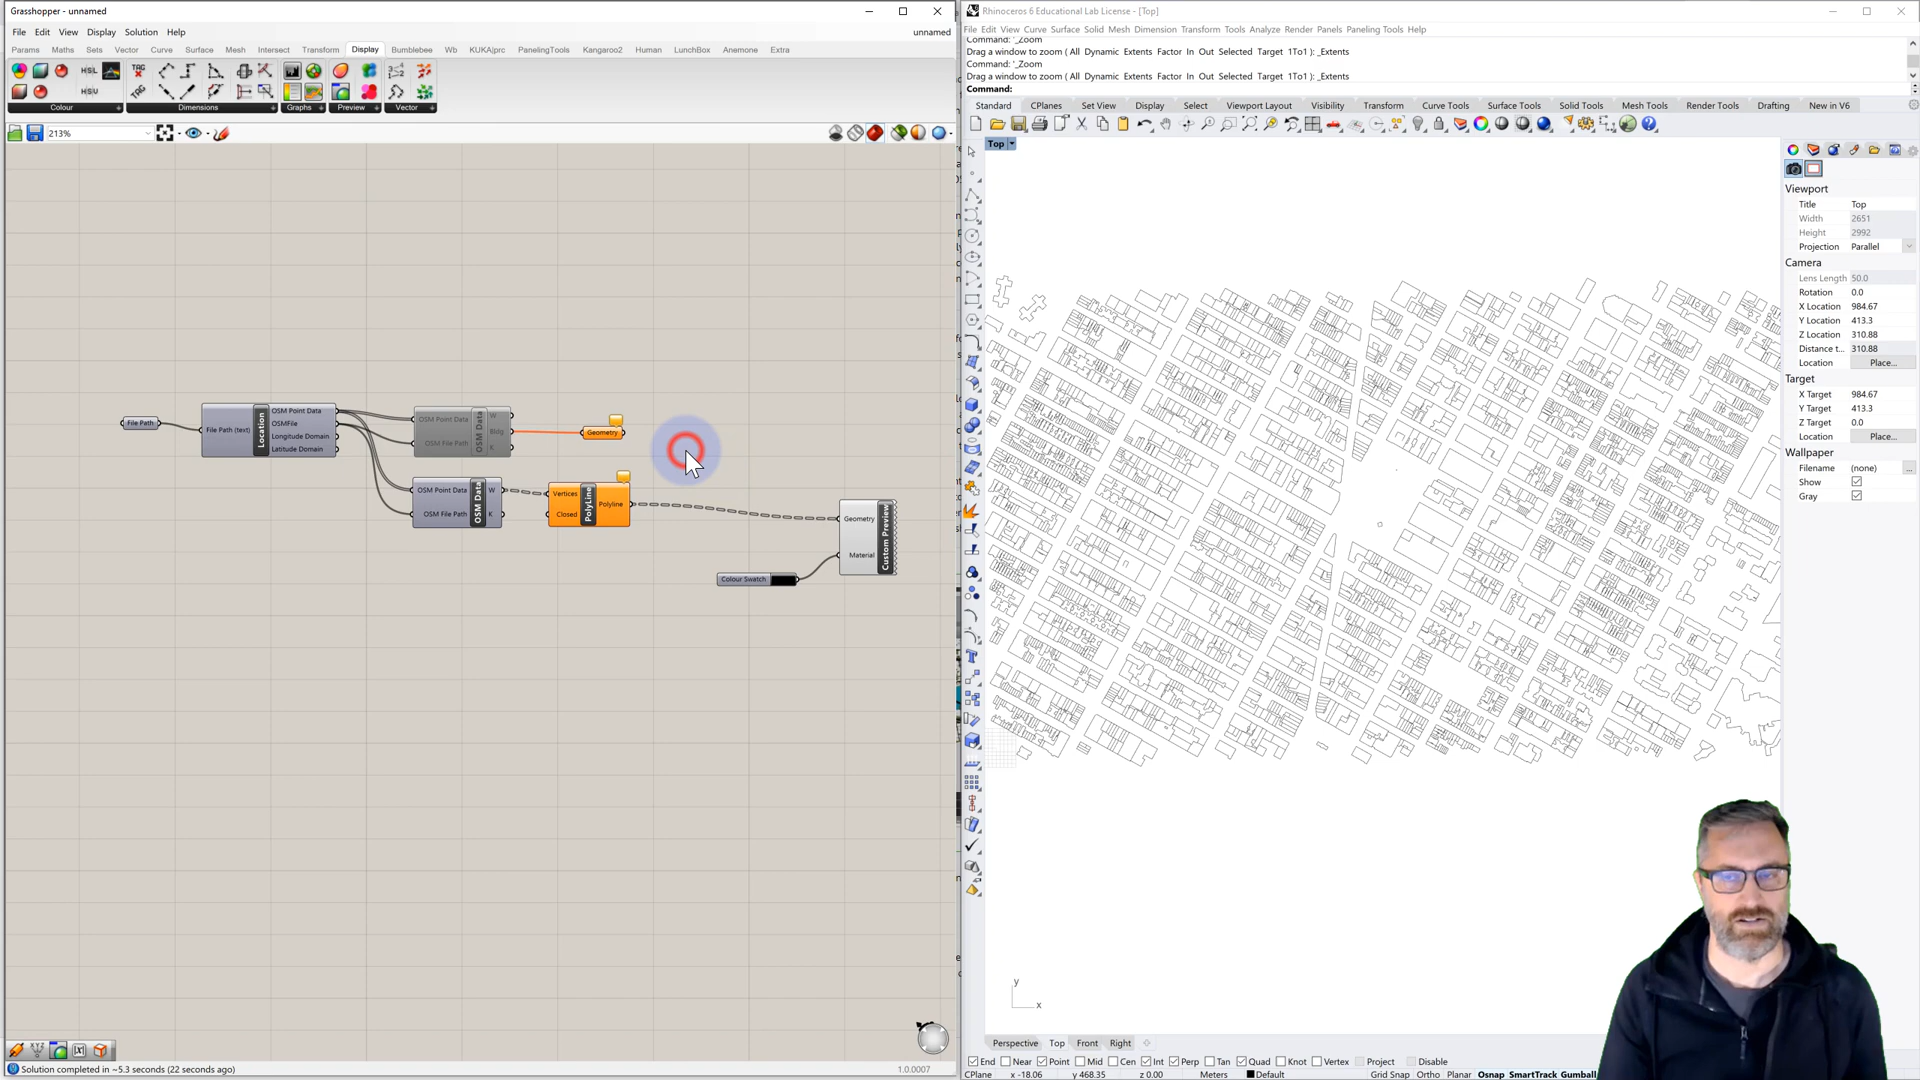 Grasshopper - unnamed
File Edit View Display Solution Help
unnamed
Params Maths Sets Vector Curve Surface Mesh Intersect Transform Display Bumblebee Wb KUKA|prc PanelingTools Kangaroo2 Human LunchBox Anemone Extra
HSL
TAG
HSU
TAG
Colour
Dimensions
Graphs
Preview
Vector
213%
File Path
File Path (text)
Location
OSM Point Data
OSMFile
Longitude Domain
Latitude Domain
OSM Point Data
OSM File Path
OSM Data
W
Bldg
K
Geometry
OSM Point Data
OSM File Path
OSM Data
W
K
Vertices
Closed
PolyLine
Polyline
Geometry
Material
Custom Preview
Colour Swatch
Solution completed in ~5.3 seconds (22 seconds ago)
1.0.0007
Rhinoceros 6 Educational Lab License - [Top]
File Edit View Curve Surface Solid Mesh Dimension Transform Tools Analyze Render Panels Paneling Tools Help
Command: '_Zoom
Drag a window to zoom ( All Dynamic Extents Factor In Out Selected Target 1To1 ): _Extents
Command: '_Zoom
Drag a window to zoom ( All Dynamic Extents Factor In Out Selected Target 1To1 ): _Extents
Command:
Standard CPlanes Set View Display Select Viewport Layout Visibility Transform Curve Tools Surface Tools Solid Tools Mesh Tools Render Tools Drafting New in V6
Top
Viewport
Title Top
Width 2651
Height 2992
Projection Parallel
Camera
Lens Length 50.0
Rotation 0.0
X Location 984.67
Y Location 413.3
Z Location 310.88
Distance t... 310.88
Location Place...
Target
X Target 984.67
Y Target 413.3
Z Target 0.0
Location Place...
Wallpaper
Filename (none) ...
Show
Gray
y
x
Perspective Top Front Right
End Near Point Mid Cen Int Perp Tan Quad Knot Vertex Project Disable
CPlane x -18.06 y 468.35 z 0.00 Meters Default Grid Snap Ortho Planar Osnap SmartTrack Gumball